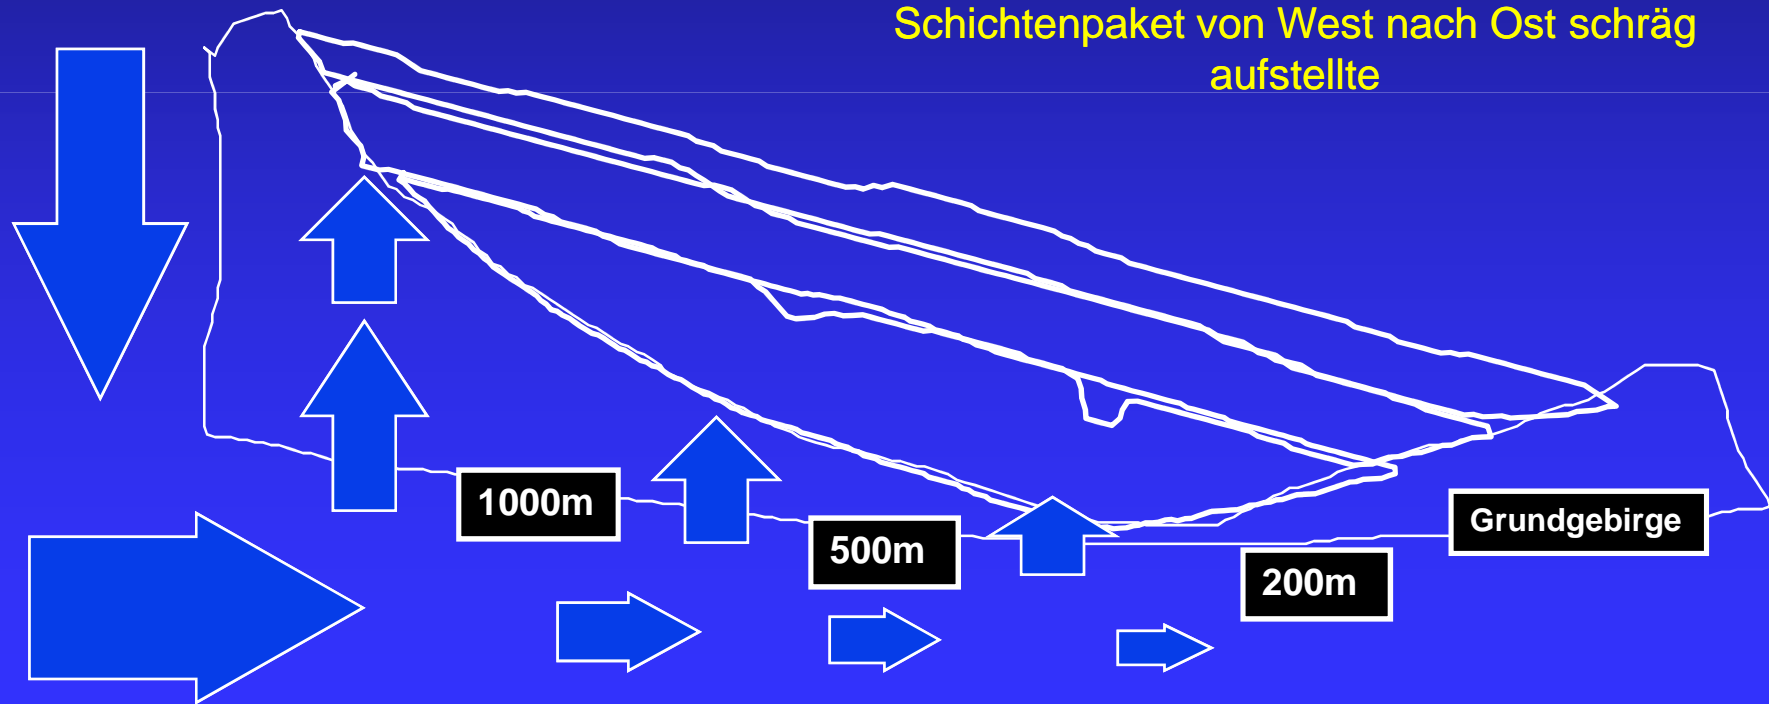 Schichtenpaket von West nach Ost schräg
aufstellte
1000m
500m
200m
Grundgebirge